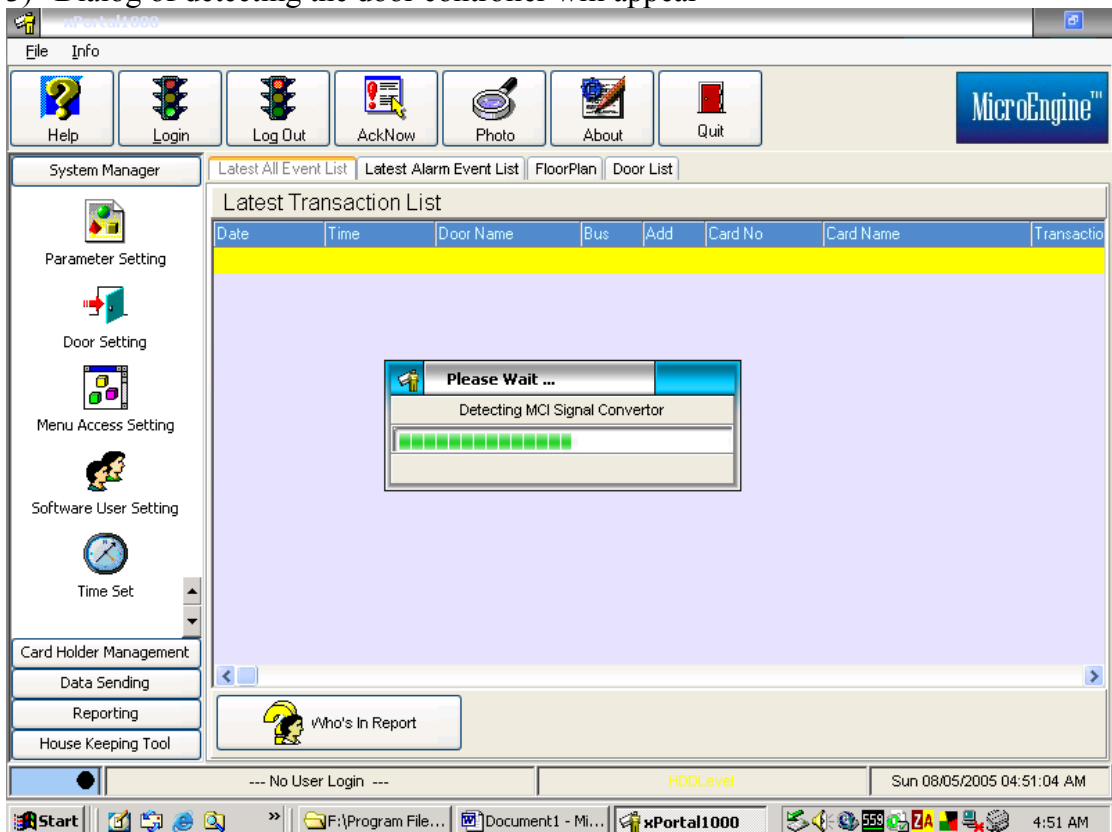 Dialog of detecting the door controller will appear
xPortal1000
File Info
Help Login Log Out AckNow Photo About Quit
MicroEngine™
System Manager
Latest All Event List Latest Alarm Event List FloorPlan Door List
Latest Transaction List
Date Time Door Name Bus Add Card No Card Name Transactio
Parameter Setting
Door Setting
Menu Access Setting
Software User Setting
Time Set
Please Wait ...
Detecting MCI Signal Convertor
Card Holder Management
Data Sending
Reporting
House Keeping Tool
Who's In Report
--- No User Login --- HDDLevel Sun 08/05/2005 04:51:04 AM
Start » F:\Program File... Document1 - Mi... xPortal1000 559 ZA 4:51 AM